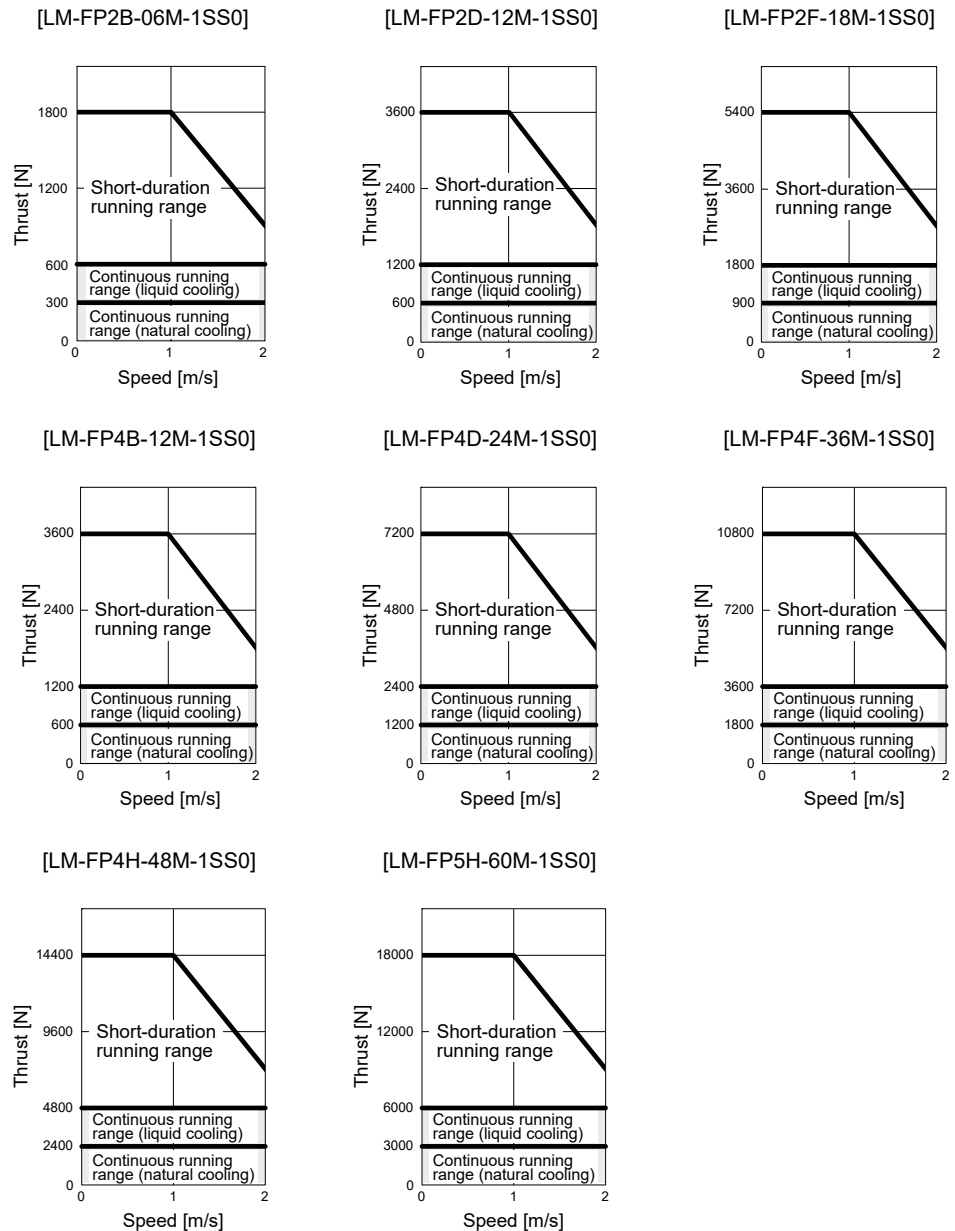 [LM-FP2B-06M-1SS0]
Thrust [N]
1800
1200
600
300
0
Short-duration
running range
Continuous running
range (liquid cooling)
Continuous running
range (natural cooling)
0 1 2
Speed [m/s]
[LM-FP2D-12M-1SS0]
Thrust [N]
3600
2400
1200
600
0
Short-duration
running range
Continuous running
range (liquid cooling)
Continuous running
range (natural cooling)
0 1 2
Speed [m/s]
[LM-FP2F-18M-1SS0]
Thrust [N]
5400
3600
1800
900
0
Short-duration
running range
Continuous running
range (liquid cooling)
Continuous running
range (natural cooling)
0 1 2
Speed [m/s]
[LM-FP4B-12M-1SS0]
Thrust [N]
3600
2400
1200
600
0
Short-duration
running range
Continuous running
range (liquid cooling)
Continuous running
range (natural cooling)
0 1 2
Speed [m/s]
[LM-FP4D-24M-1SS0]
Thrust [N]
7200
4800
2400
1200
0
Short-duration
running range
Continuous running
range (liquid cooling)
Continuous running
range (natural cooling)
0 1 2
Speed [m/s]
[LM-FP4F-36M-1SS0]
Thrust [N]
10800
7200
3600
1800
0
Short-duration
running range
Continuous running
range (liquid cooling)
Continuous running
range (natural cooling)
0 1 2
Speed [m/s]
[LM-FP4H-48M-1SS0]
Thrust [N]
14400
9600
4800
2400
0
Short-duration
running range
Continuous running
range (liquid cooling)
Continuous running
range (natural cooling)
0 1 2
Speed [m/s]
[LM-FP5H-60M-1SS0]
Thrust [N]
18000
12000
6000
3000
0
Short-duration
running range
Continuous running
range (liquid cooling)
Continuous running
range (natural cooling)
0 1 2
Speed [m/s]